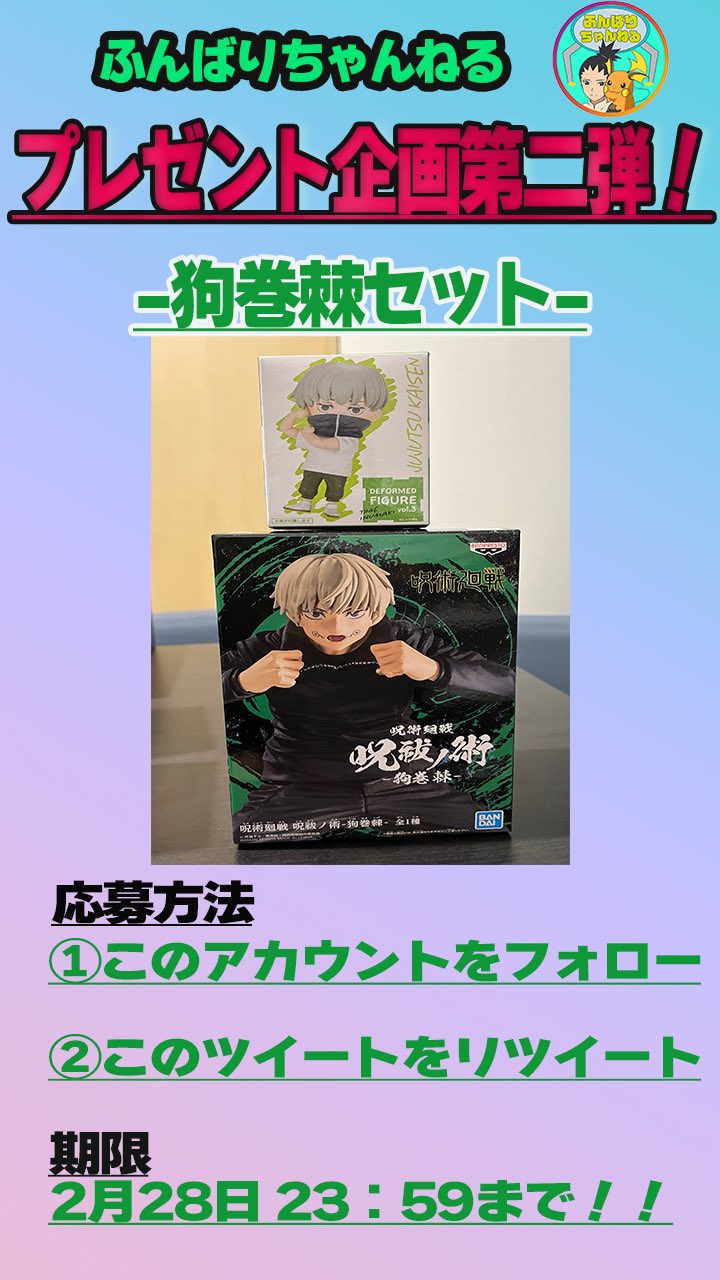 ふんばりちゃんねる
ふんばり
ちゃんねる
プレゼント企画第二弾！
-狗巻棘セット-
JUJUTSU KAISEN
DEFORMED
FIGURE
vol.3
TOGE
INUMAKI
BANPRESTO
呪術廻戦
呪術廻戦
呪祓ノ術
-狗巻 棘-
呪術廻戦 呪祓ノ術-狗巻棘- 全1種
BAN
DAI
応募方法
①このアカウントをフォロー
②このツイートをリツイート
期限
2月28日 23：59まで！！